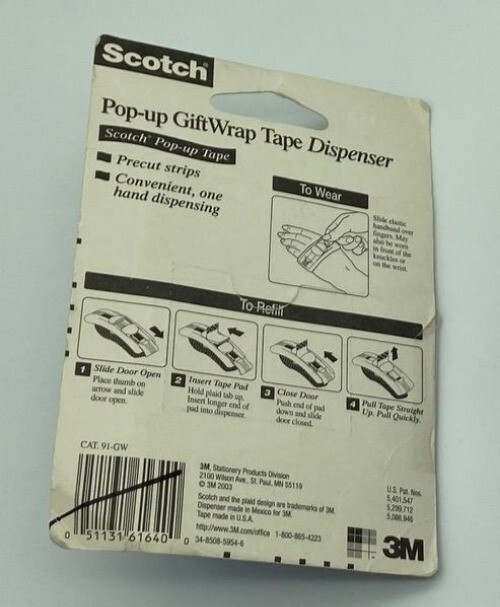 Scotch
Pop-up GiftWrap Tape Dispenser
Scotch® Pop-up Tape
Precut strips
Convenient, one
hand dispensing
To Wear
Slide elastic
handband over
fingers. May
also be worn
in front of the
knuckles or
on the wrist.
To Refill
1 Slide Door Open
Place thumb on
arrow and slide
door open.
2 Insert Tape Pad
Hold plaid tab up.
Insert longer end of
pad into dispenser.
3 Close Door
Push end of pad
down and slide
door closed.
4 Pull Tape Straight
Up. Pull Quickly.
CAT. 91-GW
0 51131 61640 0
3M, Stationery Products Division
2100 Wilson Ave., St. Paul, MN 55119
© 3M 2003
Scotch and the plaid design are trademarks of 3M.
Dispenser made in Mexico for 3M.
Tape made in U.S.A.
http://www.3M.com/office 1-800-865-4223
34-8508-5954-6
U.S. Pat. Nos.
5,401,547
5,299,712
5,086,946
3M